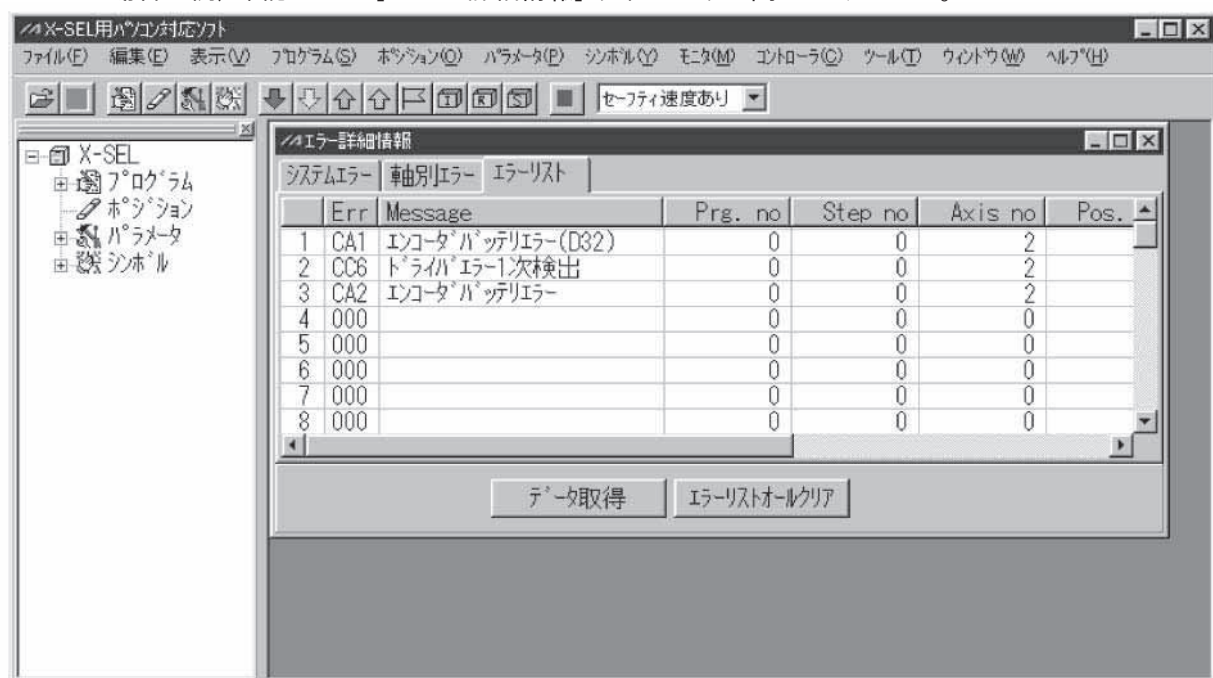 X-SEL用パソコン対応ソフト
ファイル(F) 編集(E) 表示(V) プログラム(S) ポジション(O) パラメータ(P) シンボル(Y) モニタ(M) コントローラ(C) ツール(T) ウィンドウ(W) ヘルプ(H)
セーフティ速度あり
X-SEL
プログラム
ポジション
パラメータ
シンボル
エラー詳細情報
システムエラー 軸別エラー エラーリスト
Err Message Prg. no Step no Axis no Pos.
1 CA1 エンコーダバッテリエラー(D32) 0 0 2
2 CC6 ドライバエラー1次検出 0 0 2
3 CA2 エンコーダバッテリエラー 0 0 2
4 000 0 0 0
5 000 0 0 0
6 000 0 0 0
7 000 0 0 0
8 000 0 0 0
データ取得 エラーリストオールクリア